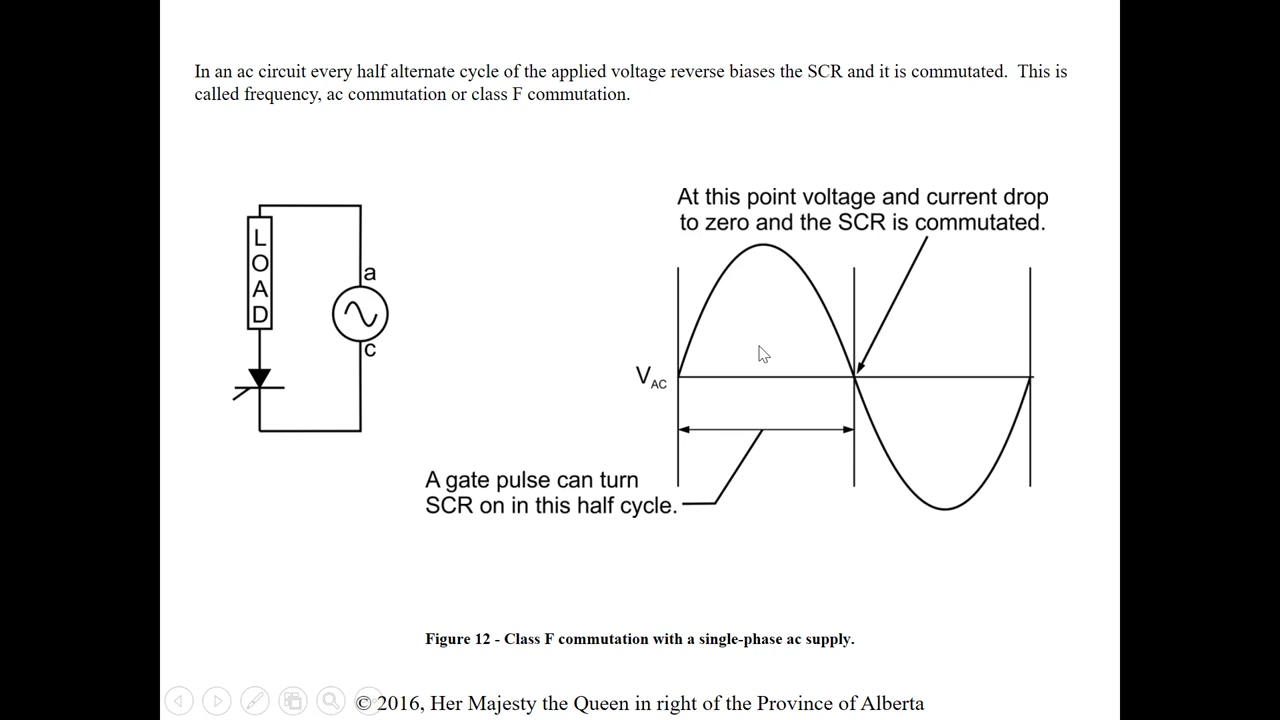 In an ac circuit every half alternate cycle of the applied voltage reverse biases the SCR and it is commutated.  This is
called frequency, ac commutation or class F commutation.
At this point voltage and current drop
to zero and the SCR is commutated.
LOAD
a
c
VAC
A gate pulse can turn
SCR on in this half cycle.
Figure 12 - Class F commutation with a single-phase ac supply.
© 2016, Her Majesty the Queen in right of the Province of Alberta